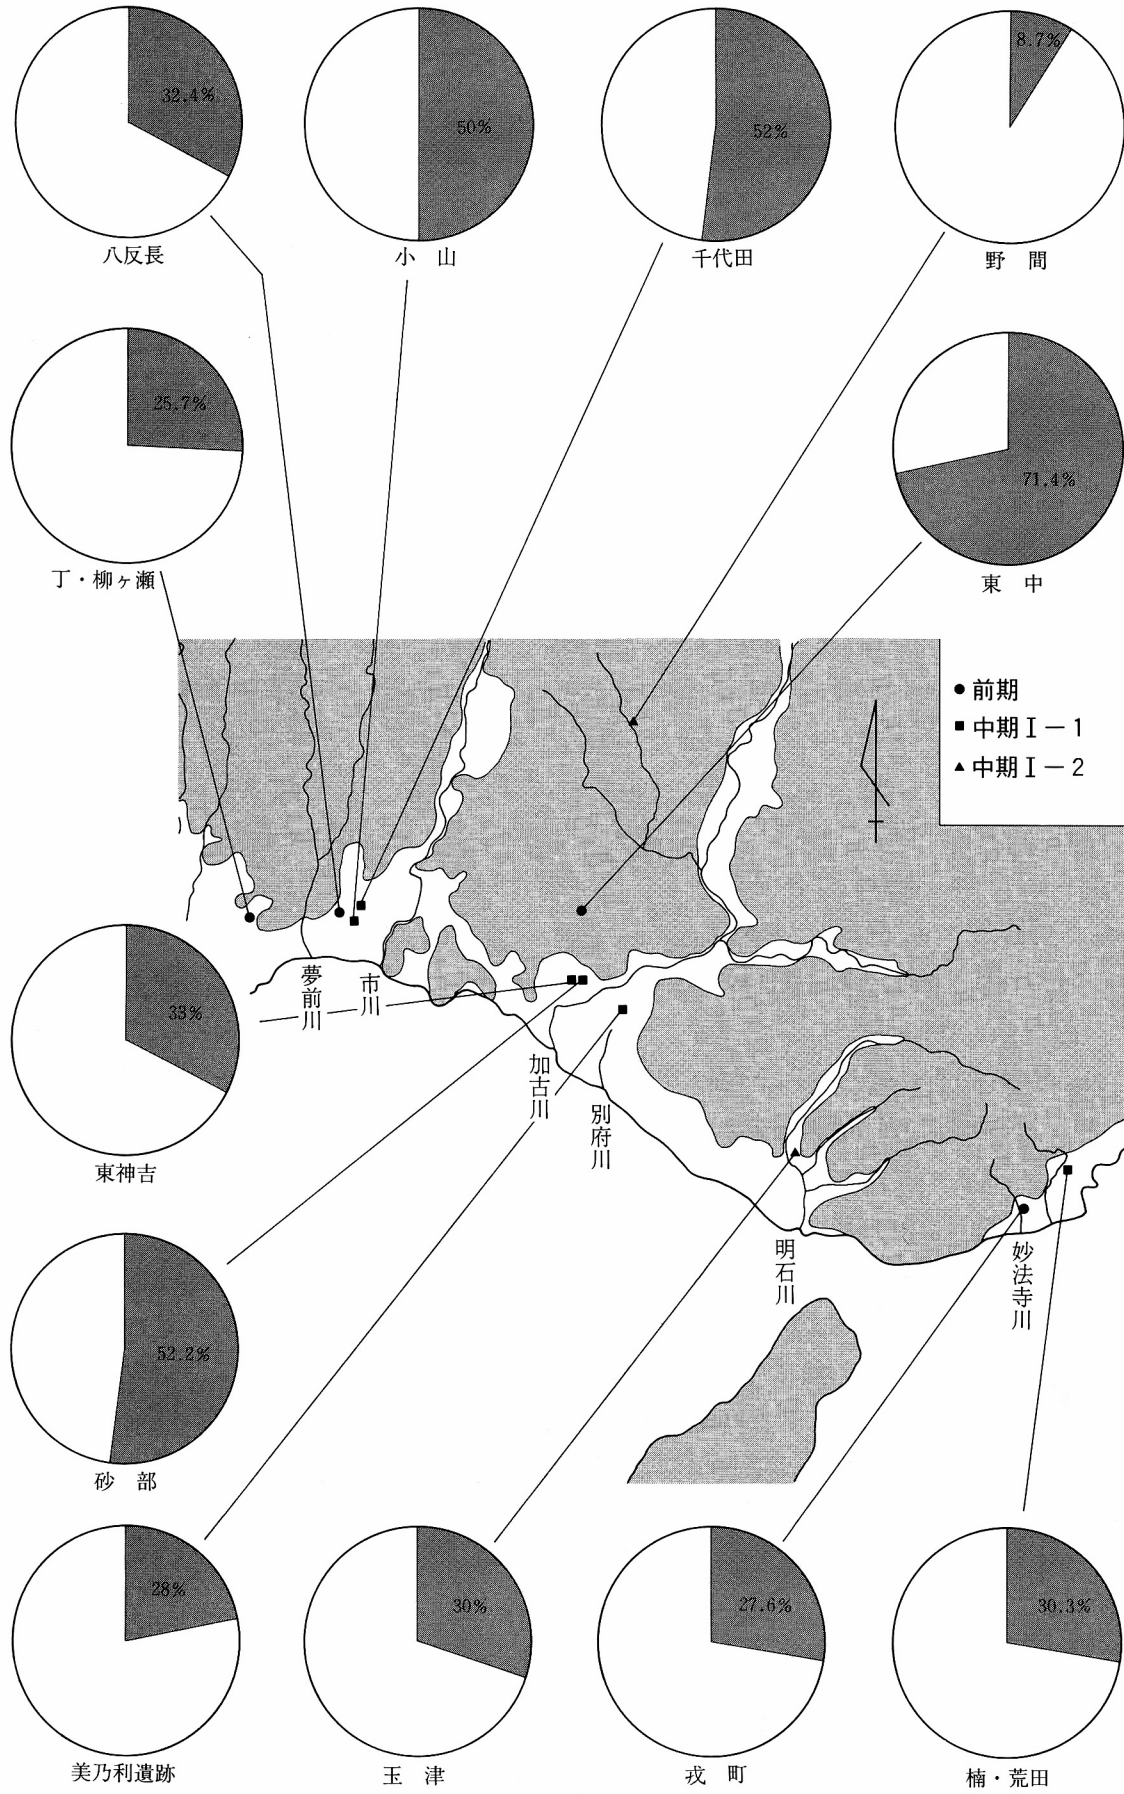 32.4%
50%
52%
8.7%
八反長
小 山
千代田
野 間
25.7%
71.4%
丁・柳ヶ瀬
東 中
● 前期
■ 中期Ⅰ－1
▲ 中期Ⅰ－2
夢前川
市川
加古川
別府川
明石川
妙法寺川
33%
東神吉
52.2%
砂 部
28%
30%
27.6%
30.3%
美乃利遺跡
玉 津
戎 町
楠・荒田